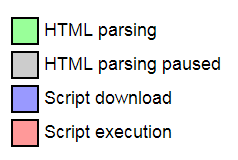 HTML parsing
HTML parsing paused
Script download
Script execution